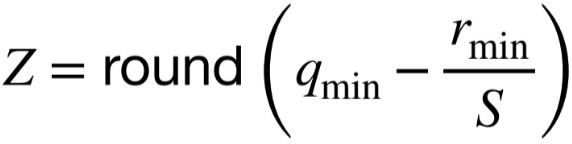 Z = round ( q_min − r_min / S )